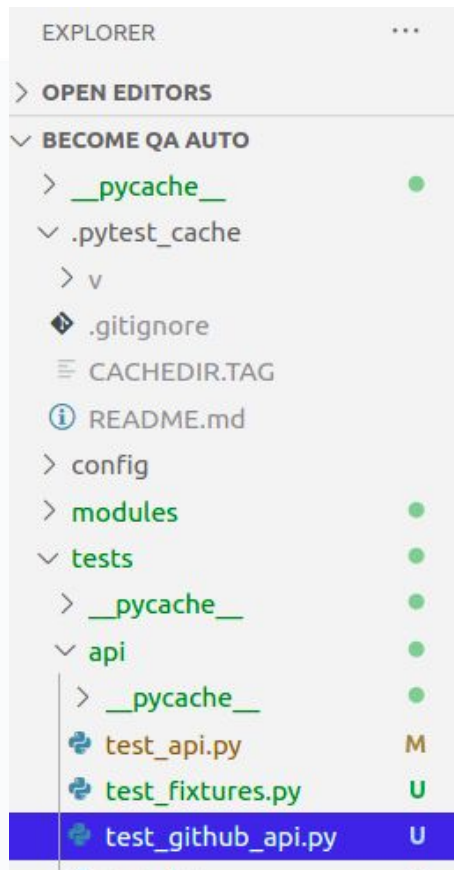 EXPLORER ...
OPEN EDITORS
BECOME QA AUTO
__pycache__
.pytest_cache
v
.gitignore
CACHEDIR.TAG
README.md
config
modules
tests
__pycache__
api
__pycache__
test_api.py M
test_fixtures.py U
test_github_api.py U